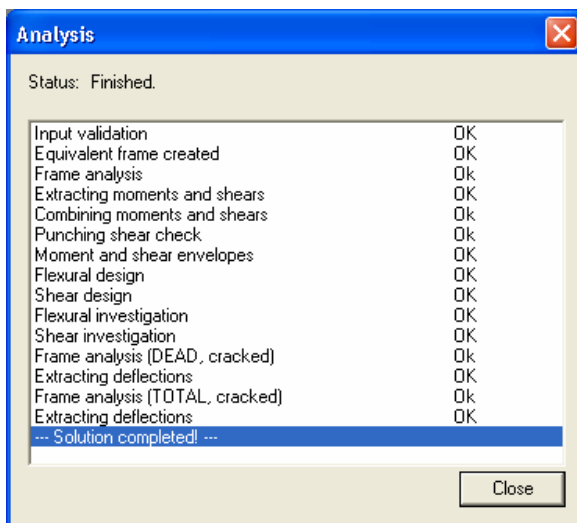 Analysis
Status: Finished.
Input validation OK
Equivalent frame created OK
Frame analysis Ok
Extracting moments and shears OK
Combining moments and shears Ok
Punching shear check Ok
Moment and shear envelopes OK
Flexural design OK
Shear design OK
Flexural investigation OK
Shear investigation OK
Frame analysis (DEAD, cracked) Ok
Extracting deflections OK
Frame analysis (TOTAL, cracked) Ok
Extracting deflections OK
--- Solution completed! ---
Close